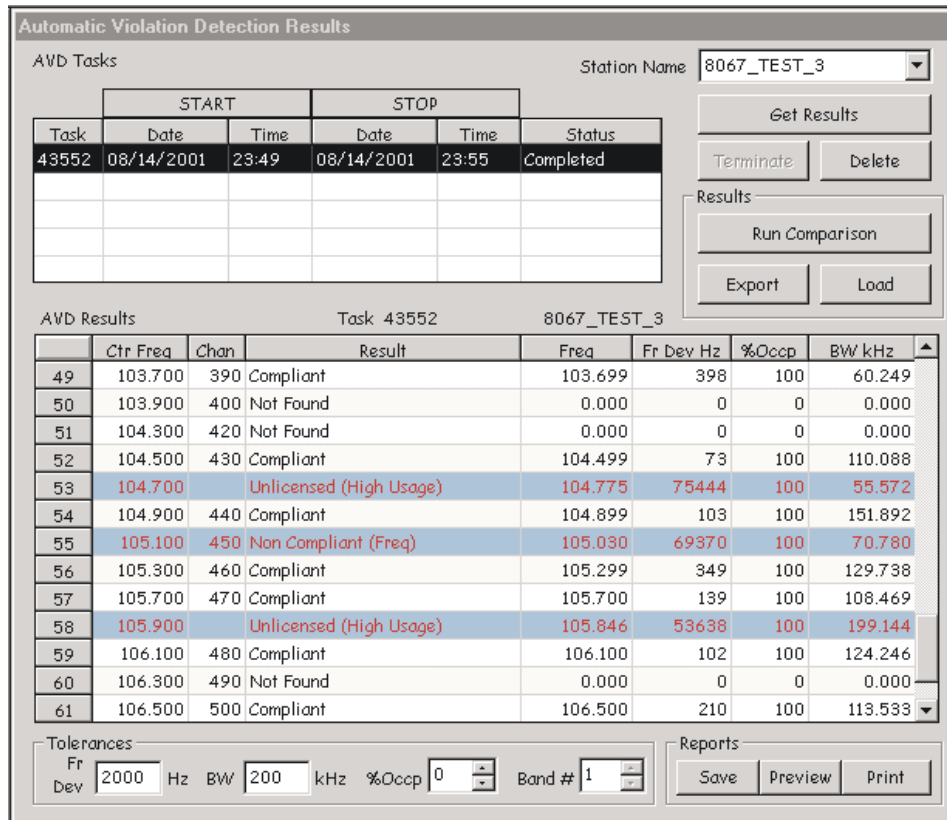 Automatic Violation Detection Results
AVD Tasks
Station Name 8067_TEST_3
START STOP
Task Date Time Date Time Status
43552 08/14/2001 23:49 08/14/2001 23:55 Completed
Get Results
Terminate Delete
Results
Run Comparison
Export Load
AVD Results Task 43552 8067_TEST_3
Ctr Freq Chan Result Freq Fr Dev Hz %Occp BW kHz
49 103.700 390 Compliant 103.699 398 100 60.249
50 103.900 400 Not Found 0.000 0 0 0.000
51 104.300 420 Not Found 0.000 0 0 0.000
52 104.500 430 Compliant 104.499 73 100 110.088
53 104.700 Unlicensed (High Usage) 104.775 75444 100 55.572
54 104.900 440 Compliant 104.899 103 100 151.892
55 105.100 450 Non Compliant (Freq) 105.030 69370 100 70.780
56 105.300 460 Compliant 105.299 349 100 129.738
57 105.700 470 Compliant 105.700 139 100 108.469
58 105.900 Unlicensed (High Usage) 105.846 53638 100 199.144
59 106.100 480 Compliant 106.100 102 100 124.246
60 106.300 490 Not Found 0.000 0 0 0.000
61 106.500 500 Compliant 106.500 210 100 113.533
Tolerances
Fr Dev 2000 Hz BW 200 kHz %Occp 0 Band # 1
Reports
Save Preview Print